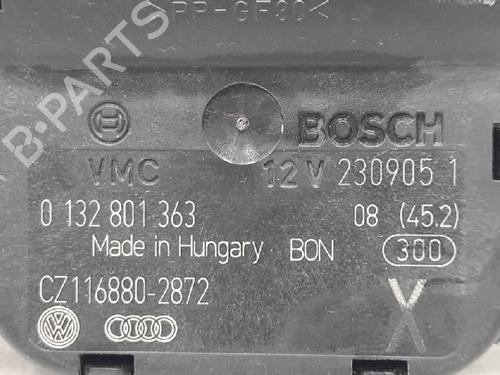 >PP-GF30<
B-PARTS
BOSCH
VMC 12V 230905 1
0 132 801 363 08 (45.2)
Made in Hungary BON 300
CZ116880-2872
X